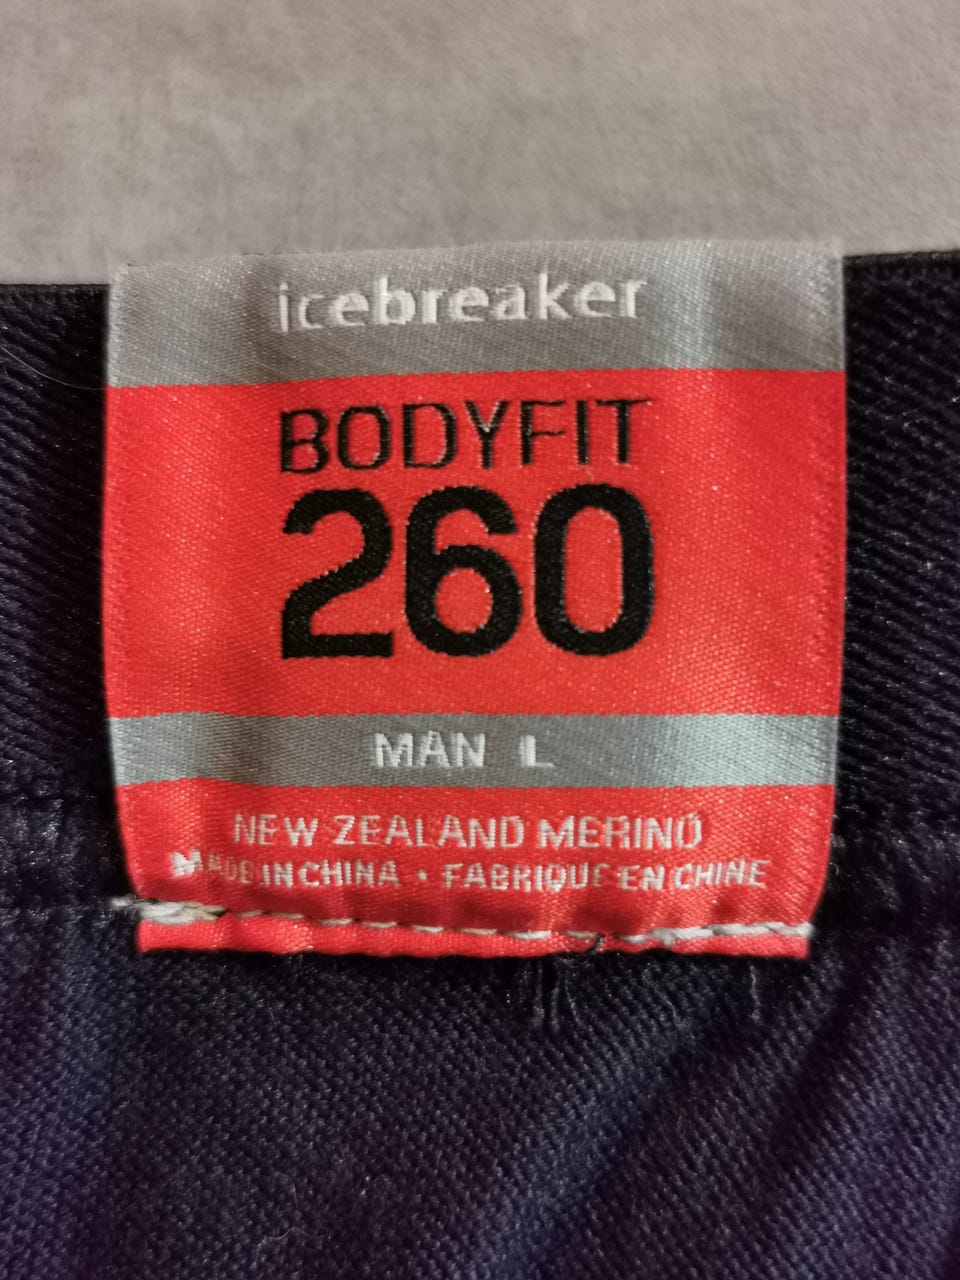 icebreaker
BODYFIT
260
MAN L
NEW ZEALAND MERINO
MADE IN CHINA • FABRIQUE EN CHINE